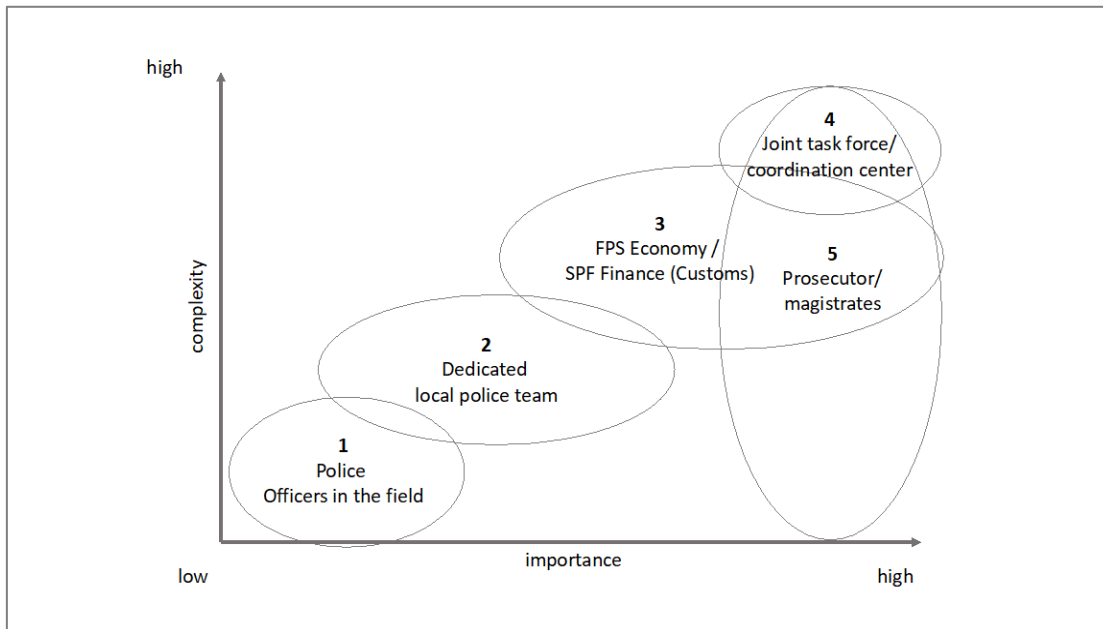 high
4
Joint task force/
coordination center
3
FPS Economy /
SPF Finance (Customs)
5
Prosecutor/
magistrates
complexity
2
Dedicated
local police team
1
Police
Officers in the field
importance
low
high